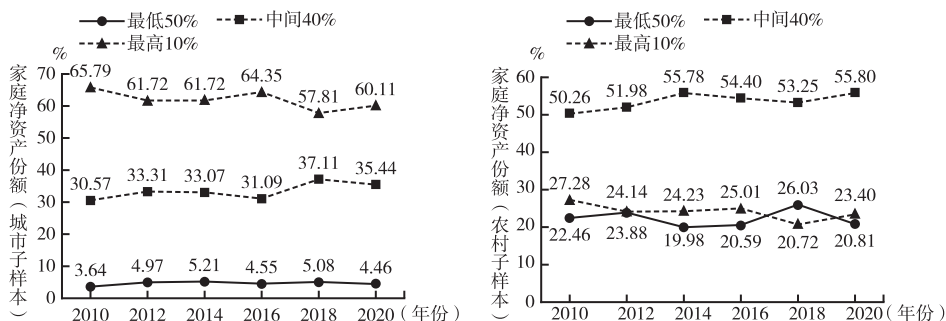 最低50% 中间40%
最高10%
%
家庭净资产份额（城市子样本）
70
60
50
40
30
20
10
0
65.79 61.72 61.72 64.35 57.81 60.11
30.57 33.31 33.07 31.09 37.11 35.44
3.64 4.97 5.21 4.55 5.08 4.46
2010 2012 2014 2016 2018 2020（年份）
最低50% 中间40%
最高10%
%
家庭净资产份额（农村子样本）
60
50
40
30
20
10
0
50.26 51.98 55.78 54.40 53.25 55.80
27.28 24.14 24.23 25.01 26.03 23.40
22.46 23.88 19.98 20.59 20.72 20.81
2010 2012 2014 2016 2018 2020（年份）